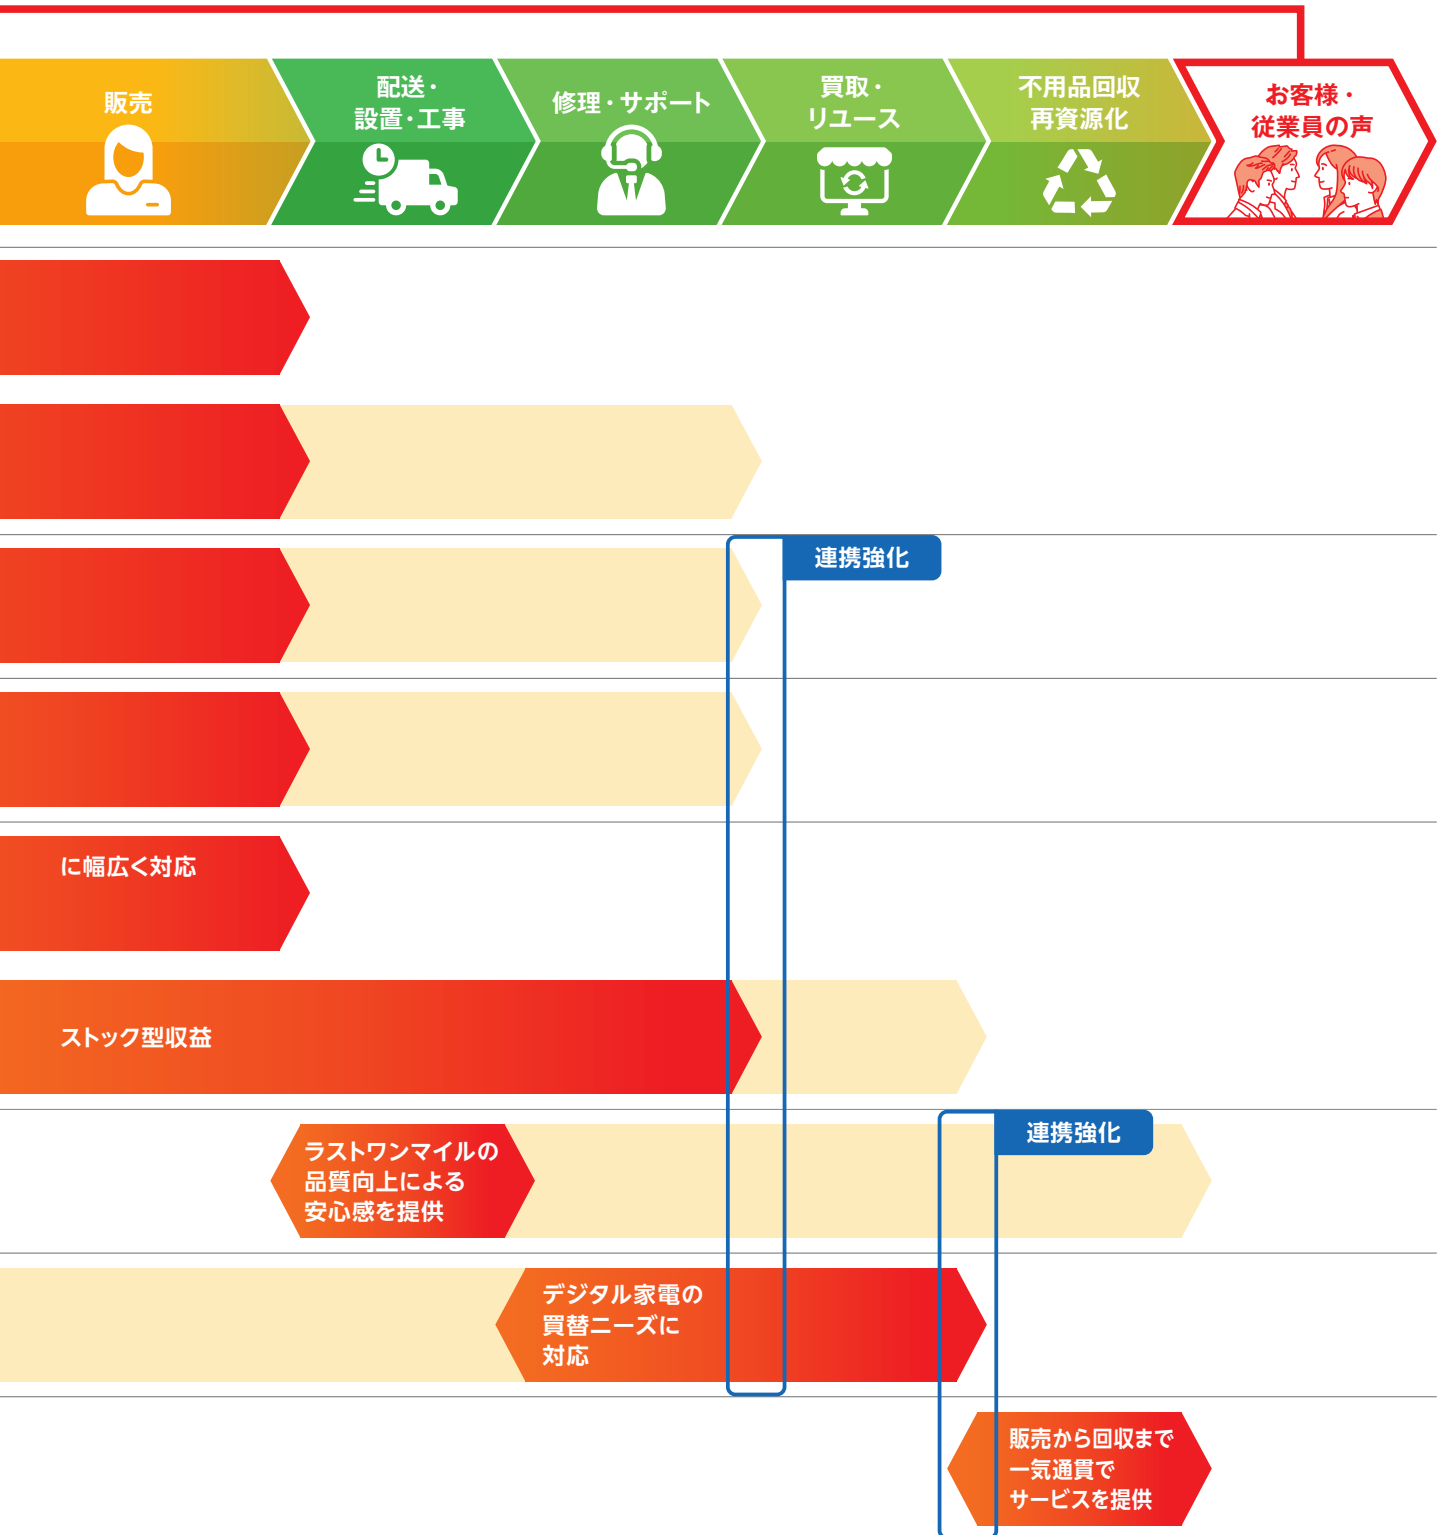 販売
配送・
設置・工事
修理・サポート
買取・
リユース
不用品回収
再資源化
お客様・
従業員の声
連携強化
に幅広く対応
ストック型収益
連携強化
ラストワンマイルの
品質向上による
安心感を提供
デジタル家電の
買替ニーズに
対応
販売から回収まで
一気通貫で
サービスを提供